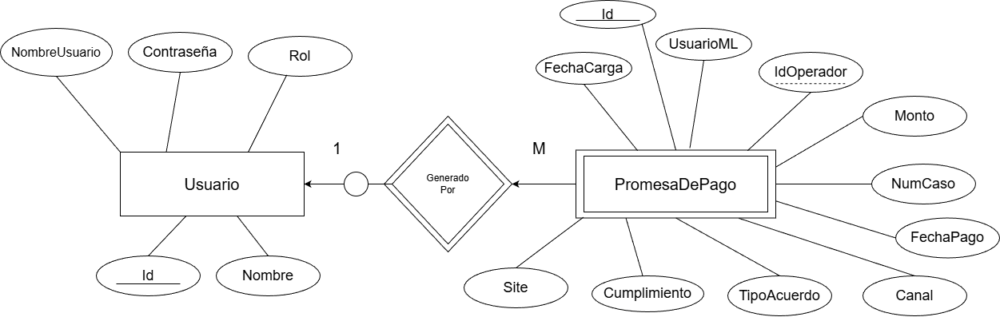 Id
NombreUsuario
Contraseña
Rol
FechaCarga
UsuarioML
IdOperador
Monto
1
M
Usuario
Generado
Por
PromesaDePago
NumCaso
FechaPago
Id
Nombre
Site
Cumplimiento
TipoAcuerdo
Canal